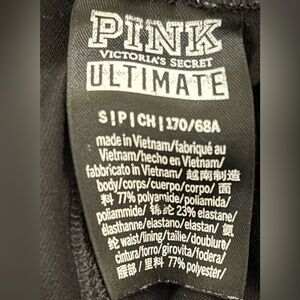 PINK
VICTORIA'S SECRET
ULTIMATE
S|P|CH|170/68A
made in Vietnam/fabriqué au
Vietnam/hecho en Vietnam/
fabbricato in Vietnam/ 越南制造
body/corps/cuerpo/corpo/ 面
料 77% polyamide/poliamida/
poliammide/ 锦纶 23% elastane/
élasthanne/elastano/elastan/ 氨
纶 waist/lining/taille/doublure/
cintura/forro/girovita/fodera/
腰部/里料 77% polyester/